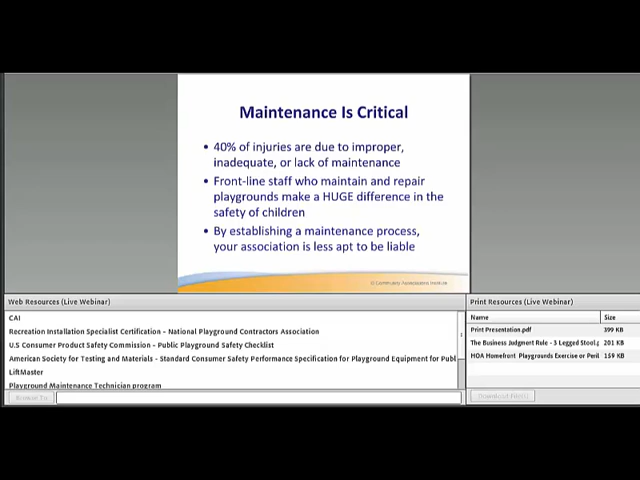 Maintenance Is Critical
• 40% of injuries are due to improper,
inadequate, or lack of maintenance
• Front-line staff who maintain and repair
playgrounds make a HUGE difference in the
safety of children
• By establishing a maintenance process,
your association is less apt to be liable
© Community Associations Institute
Web Resources (Live Webinar)
CAI
Recreation Installation Specialist Certification - National Playground Contractors Association
U.S Consumer Product Safety Commission - Public Playground Safety Checklist
American Society for Testing and Materials - Standard Consumer Safety Performance Specification for Playground Equipment for Publ
LiftMaster
Playground Maintenance Technician program
Browse To
Print Resources (Live Webinar)
Name Size
Print Presentation.pdf 399 KB
The Business Judgment Rule - 3 Legged Stool.p 201 KB
HOA Homefront Playgrounds Exercise or Peril 159 KB
Download File(s)